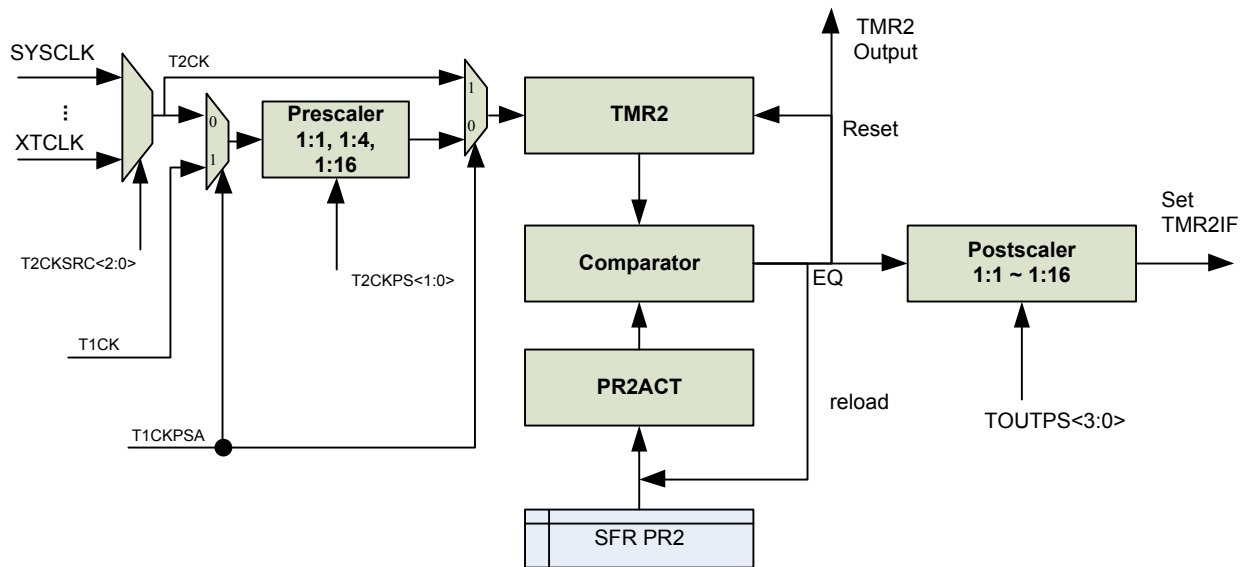 SYSCLK
...
XTCLK
T2CK
0
1
Prescaler
1:1, 1:4,
1:16
1
0
TMR2
TMR2
Output
Reset
T2CKSRC<2:0>
T2CKPS<1:0>
Comparator
EQ
Postscaler
1:1 ~ 1:16
Set
TMR2IF
T1CK
PR2ACT
reload
TOUTPS<3:0>
T1CKPSA
SFR PR2